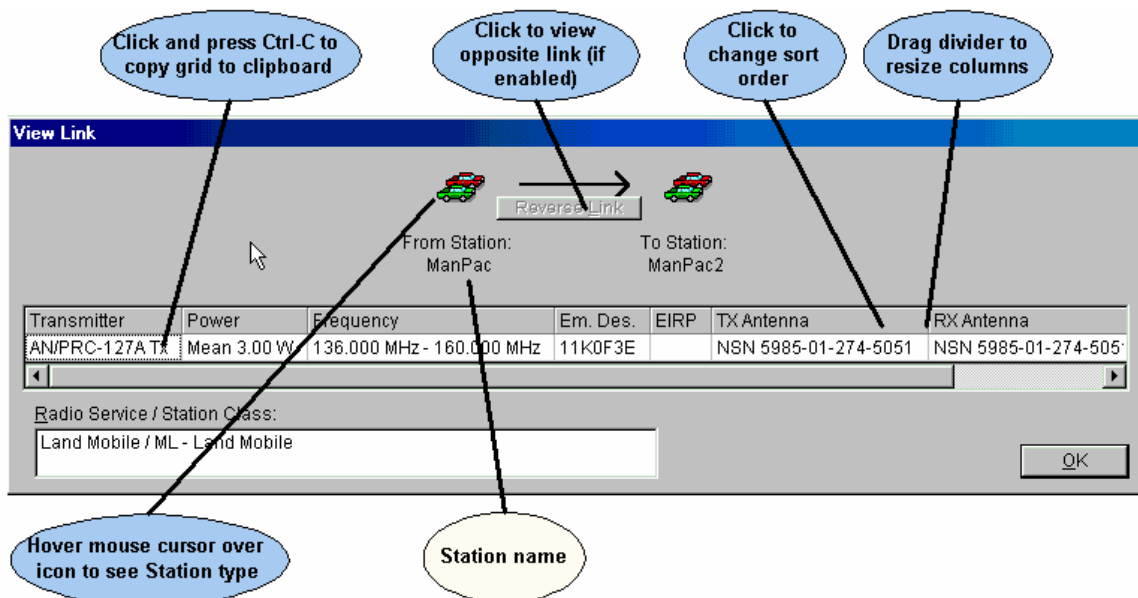 Click and press Ctrl-C to
copy grid to clipboard
Click to view
opposite link (if
enabled)
Click to
change sort
order
Drag divider to
resize columns
View Link
Reverse Link
From Station:
ManPac
To Station:
ManPac2
Transmitter Power Frequency Em. Des. EIRP TX Antenna RX Antenna
AN/PRC-127A TX Mean 3.00 W 136.000 MHz - 160.000 MHz 11K0F3E NSN 5985-01-274-5051 NSN 5985-01-274-505
Radio Service / Station Class:
Land Mobile / ML - Land Mobile
OK
Hover mouse cursor over
icon to see Station type
Station name